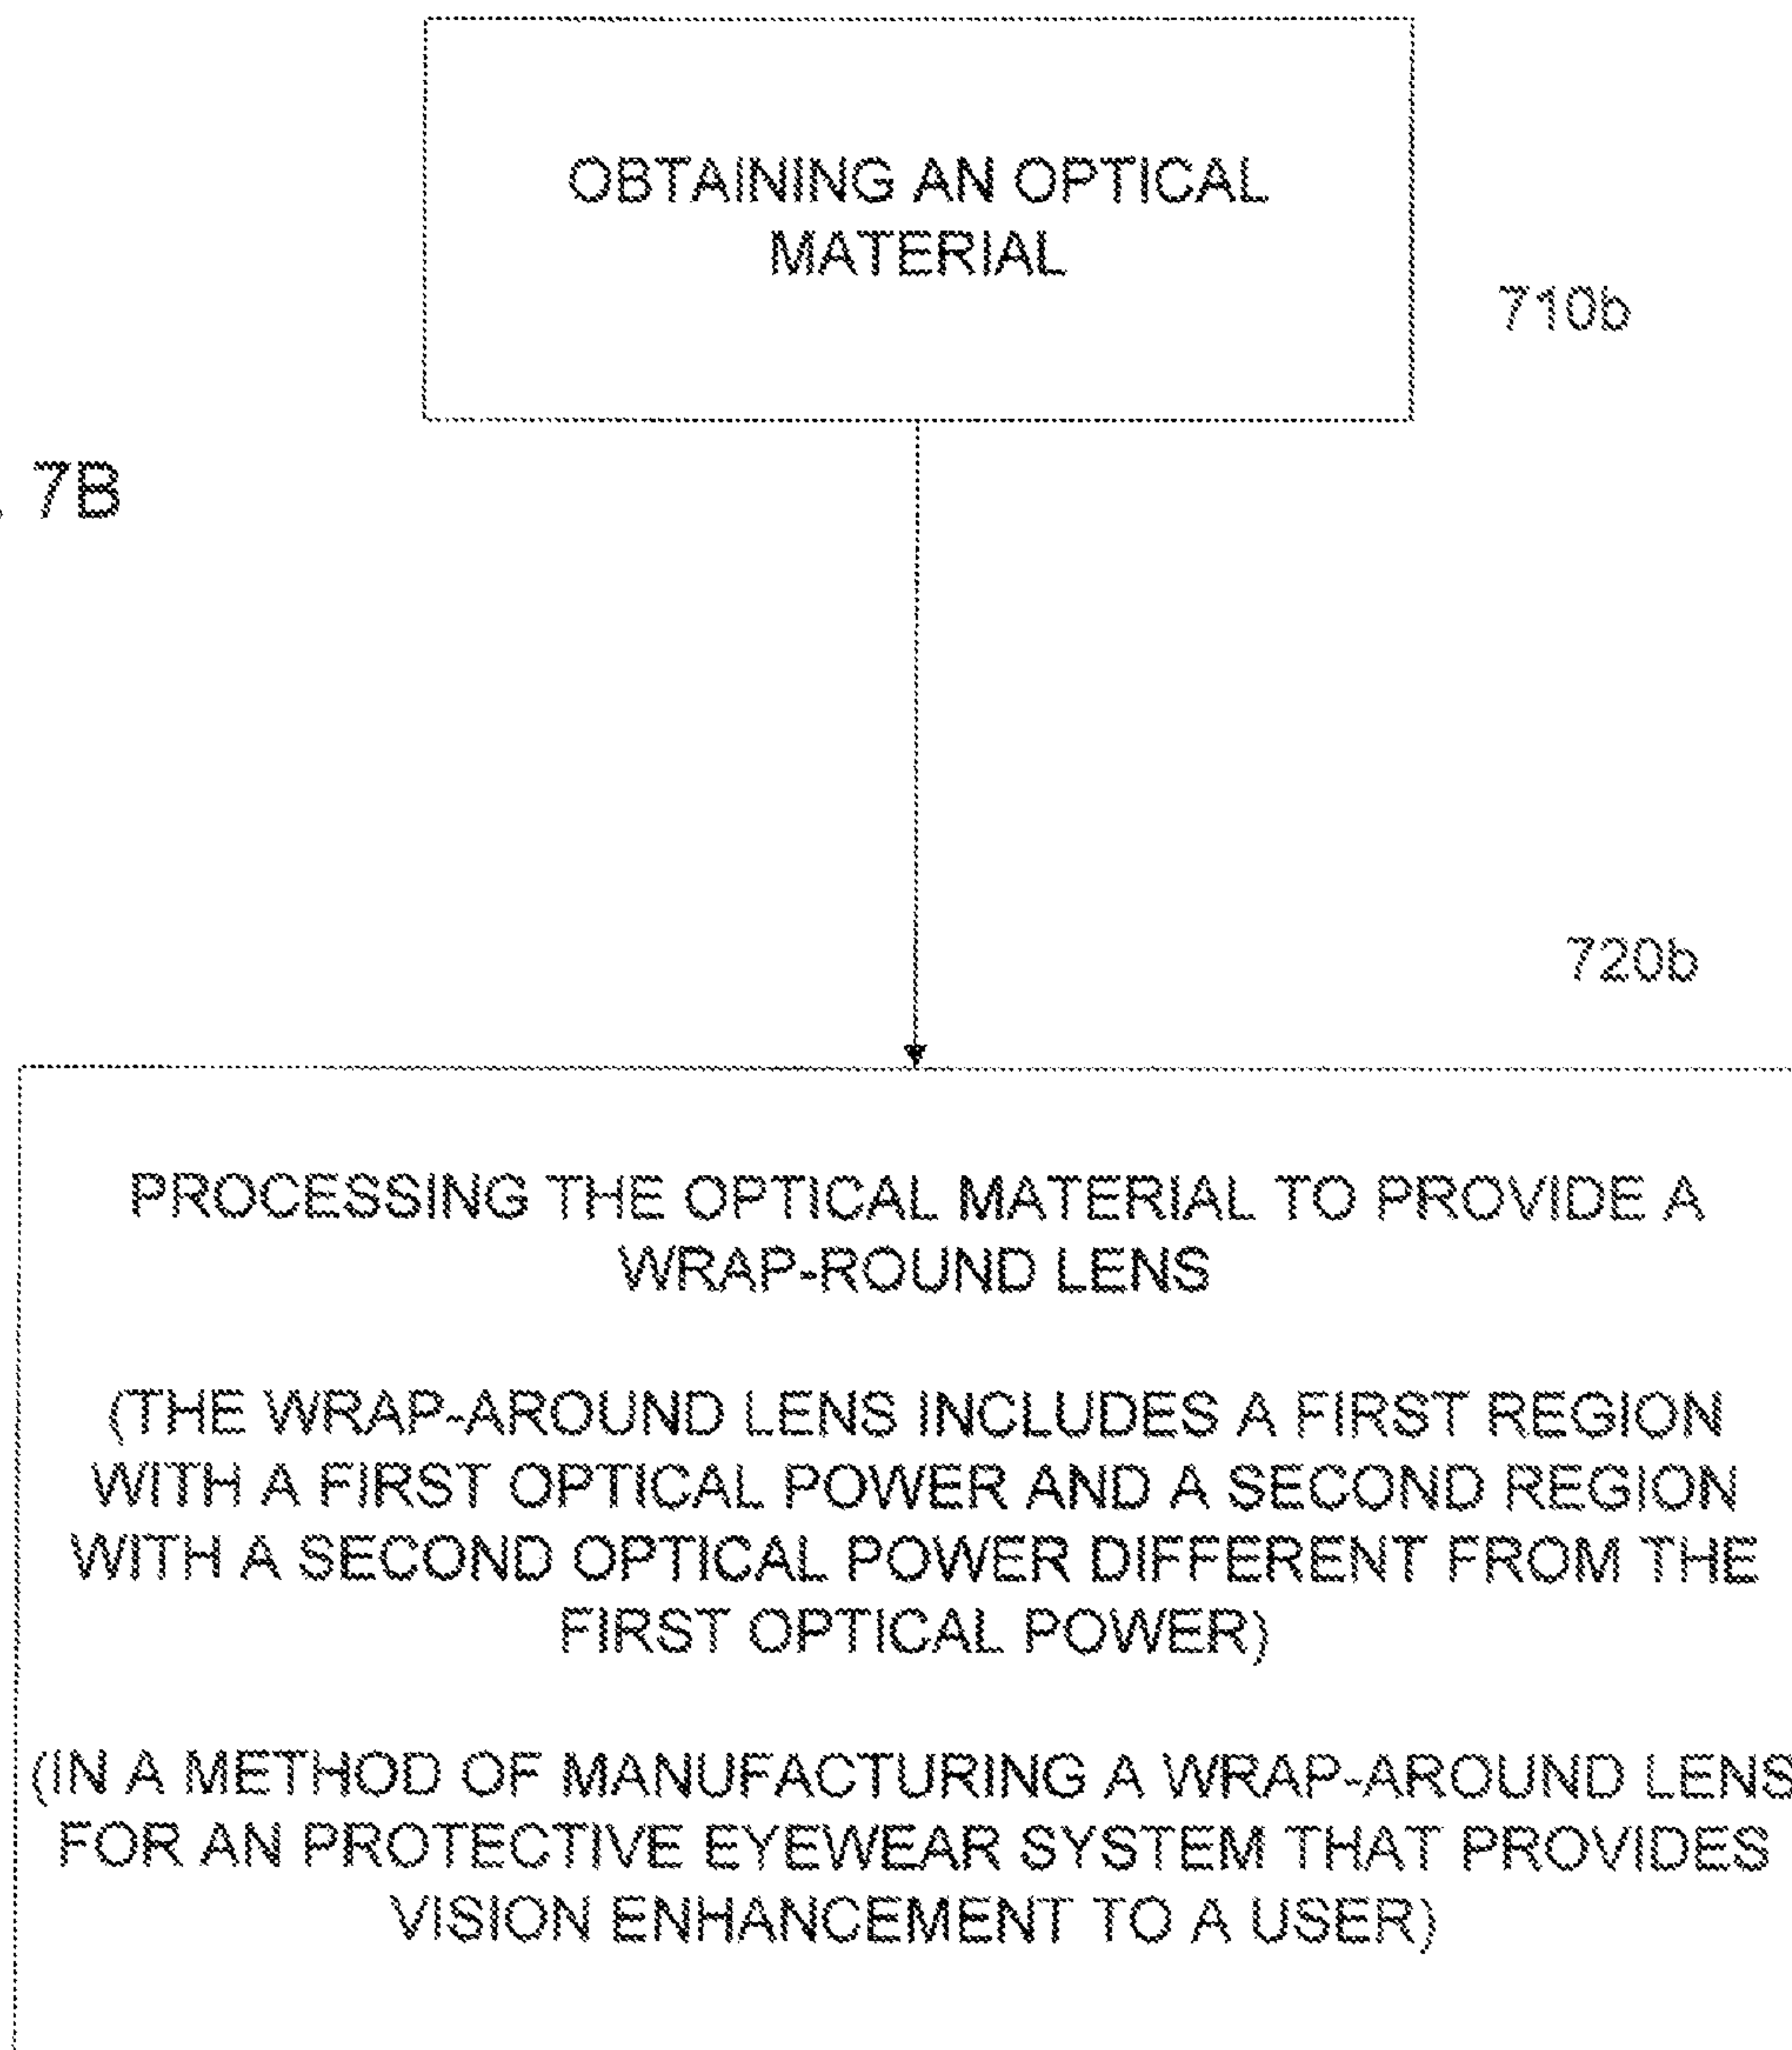 OBTAINING AN OPTICAL
MATERIAL
710b
7B
720b
PROCESSING THE OPTICAL MATERIAL TO PROVIDE A
WRAP-ROUND LENS
(THE WRAP-AROUND LENS INCLUDES A FIRST REGION
WITH A FIRST OPTICAL POWER AND A SECOND REGION
WITH A SECOND OPTICAL POWER DIFFERENT FROM THE
FIRST OPTICAL POWER)
(IN A METHOD OF MANUFACTURING A WRAP-AROUND LENS
FOR AN PROTECTIVE EYEWEAR SYSTEM THAT PROVIDES
VISION ENHANCEMENT TO A USER)